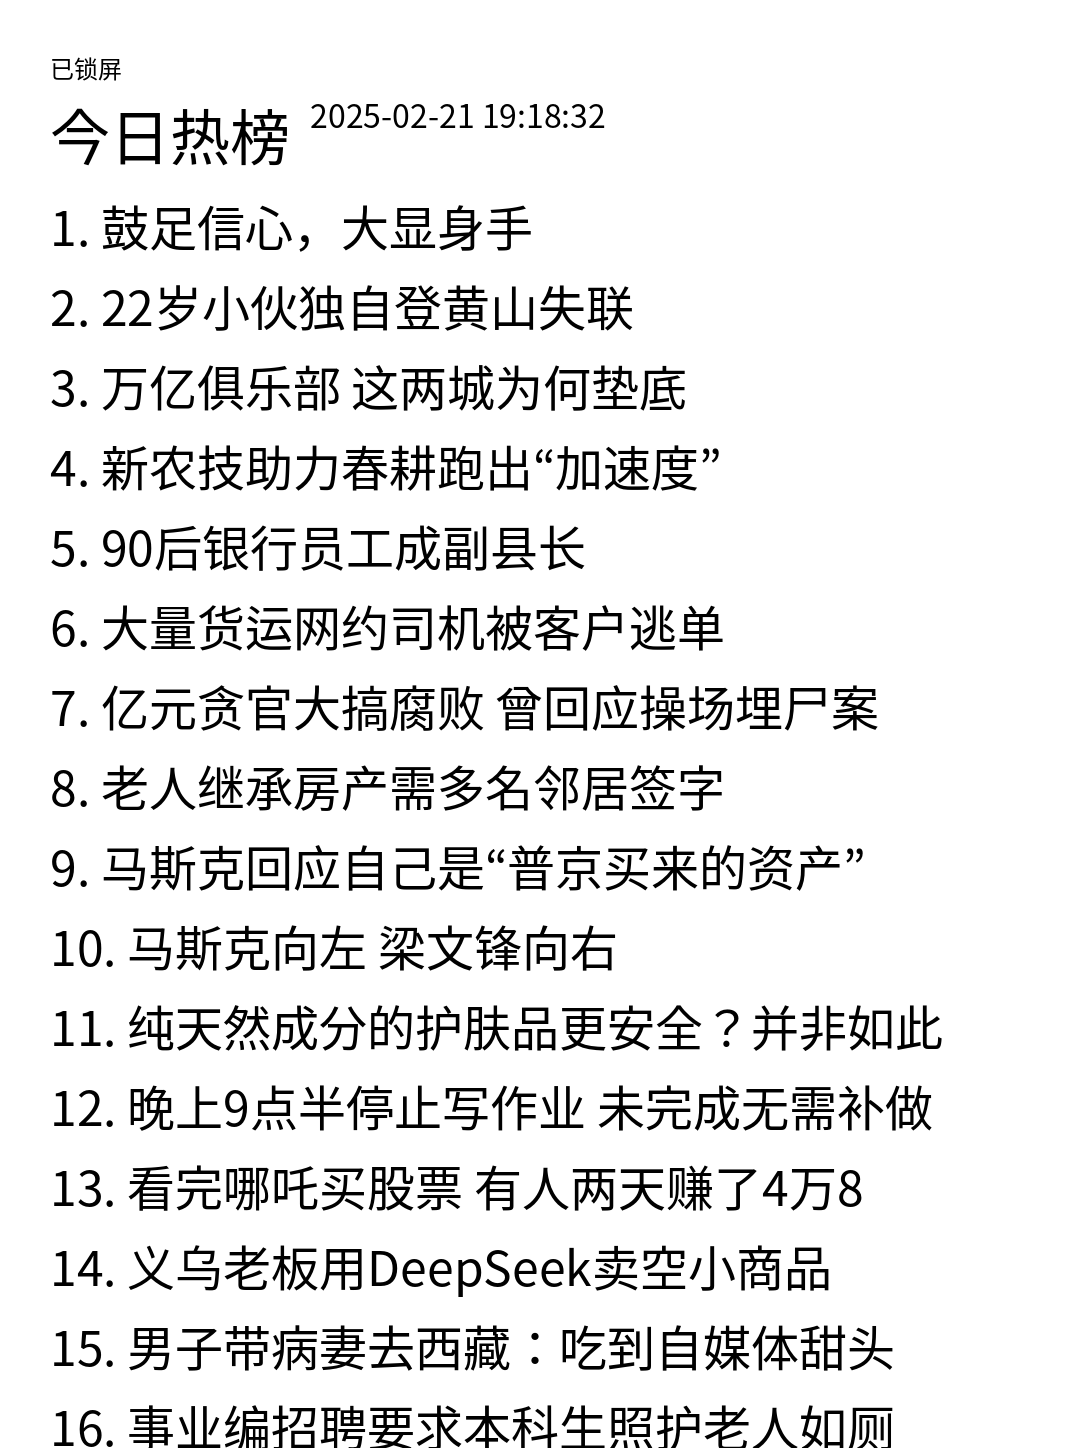 已锁屏
今日热榜 2025-02-21 19:18:32
1. 鼓足信心，大显身手
2. 22岁小伙独自登黄山失联
3. 万亿俱乐部 这两城为何垫底
4. 新农技助力春耕跑出“加速度”
5. 90后银行员工成副县长
6. 大量货运网约司机被客户逃单
7. 亿元贪官大搞腐败 曾回应操场埋尸案
8. 老人继承房产需多名邻居签字
9. 马斯克回应自己是“普京买来的资产”
10. 马斯克向左 梁文锋向右
11. 纯天然成分的护肤品更安全？并非如此
12. 晚上9点半停止写作业 未完成无需补做
13. 看完哪吒买股票 有人两天赚了4万8
14. 义乌老板用DeepSeek卖空小商品
15. 男子带病妻去西藏：吃到自媒体甜头
16. 事业编招聘要求本科生照护老人如厕